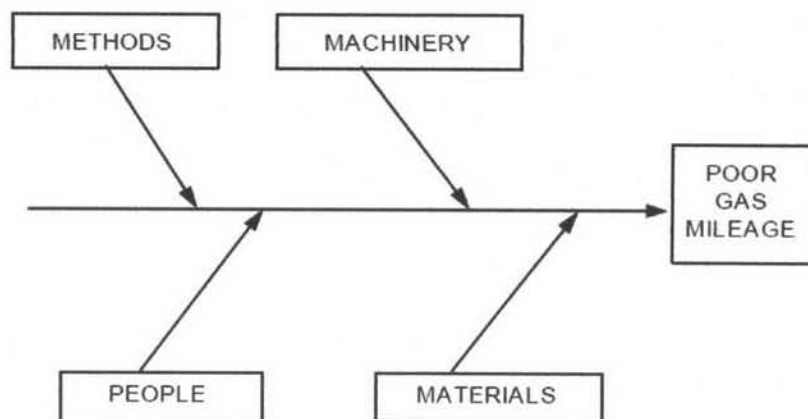 METHODS
MACHINERY
POOR
GAS
MILEAGE
PEOPLE
MATERIALS